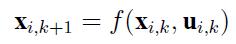 𝐱_{i,k+1} = f(𝐱_{i,k}, 𝐮_{i,k})